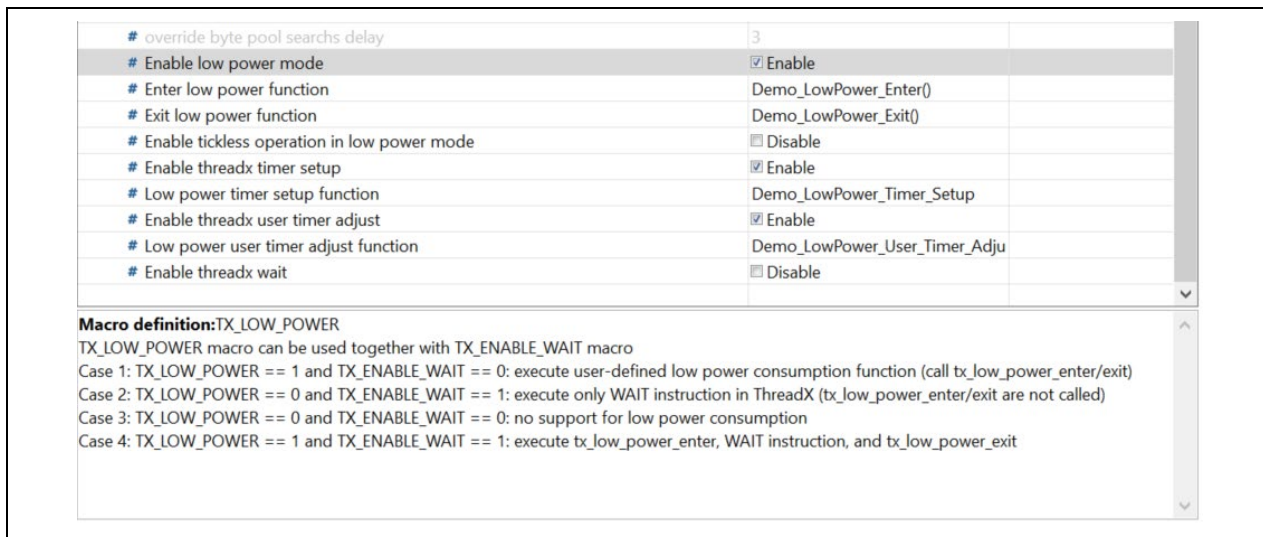 # override byte pool searchs delay 3
# Enable low power mode Enable
# Enter low power function Demo_LowPower_Enter()
# Exit low power function Demo_LowPower_Exit()
# Enable tickless operation in low power mode Disable
# Enable threadx timer setup Enable
# Low power timer setup function Demo_LowPower_Timer_Setup
# Enable threadx user timer adjust Enable
# Low power user timer adjust function Demo_LowPower_User_Timer_Adju
# Enable threadx wait Disable
Macro definition:TX_LOW_POWER
TX_LOW_POWER macro can be used together with TX_ENABLE_WAIT macro
Case 1: TX_LOW_POWER == 1 and TX_ENABLE_WAIT == 0: execute user-defined low power consumption function (call tx_low_power_enter/exit)
Case 2: TX_LOW_POWER == 0 and TX_ENABLE_WAIT == 1: execute only WAIT instruction in ThreadX (tx_low_power_enter/exit are not called)
Case 3: TX_LOW_POWER == 0 and TX_ENABLE_WAIT == 0: no support for low power consumption
Case 4: TX_LOW_POWER == 1 and TX_ENABLE_WAIT == 1: execute tx_low_power_enter, WAIT instruction, and tx_low_power_exit